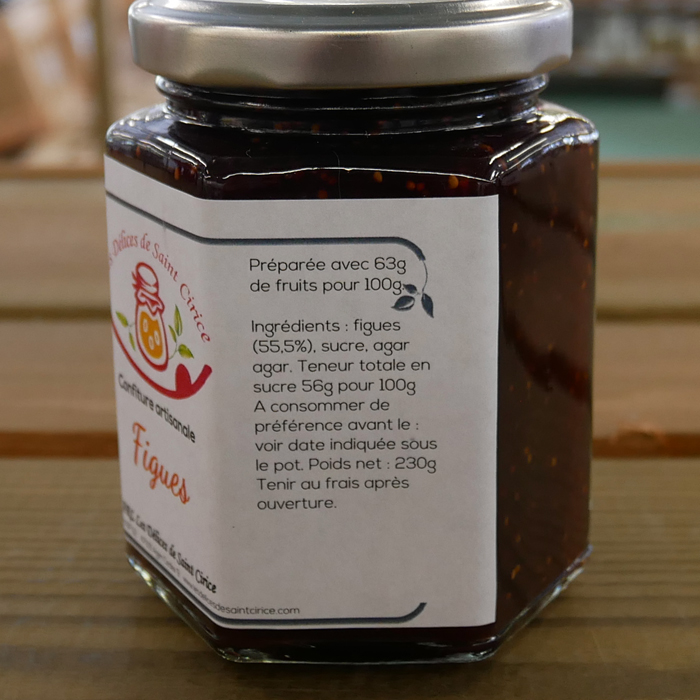 Délices de Saint Cirice
Confiture artisanale
Figues
Les Délices de Saint Cirice
Préparée avec 63g
de fruits pour 100g
Ingrédients : figues
(55,5%), sucre, agar
agar. Teneur totale en
sucre 56g pour 100g
A consommer de
préférence avant le :
voir date indiquée sous
le pot. Poids net : 230g
Tenir au frais après
ouverture.